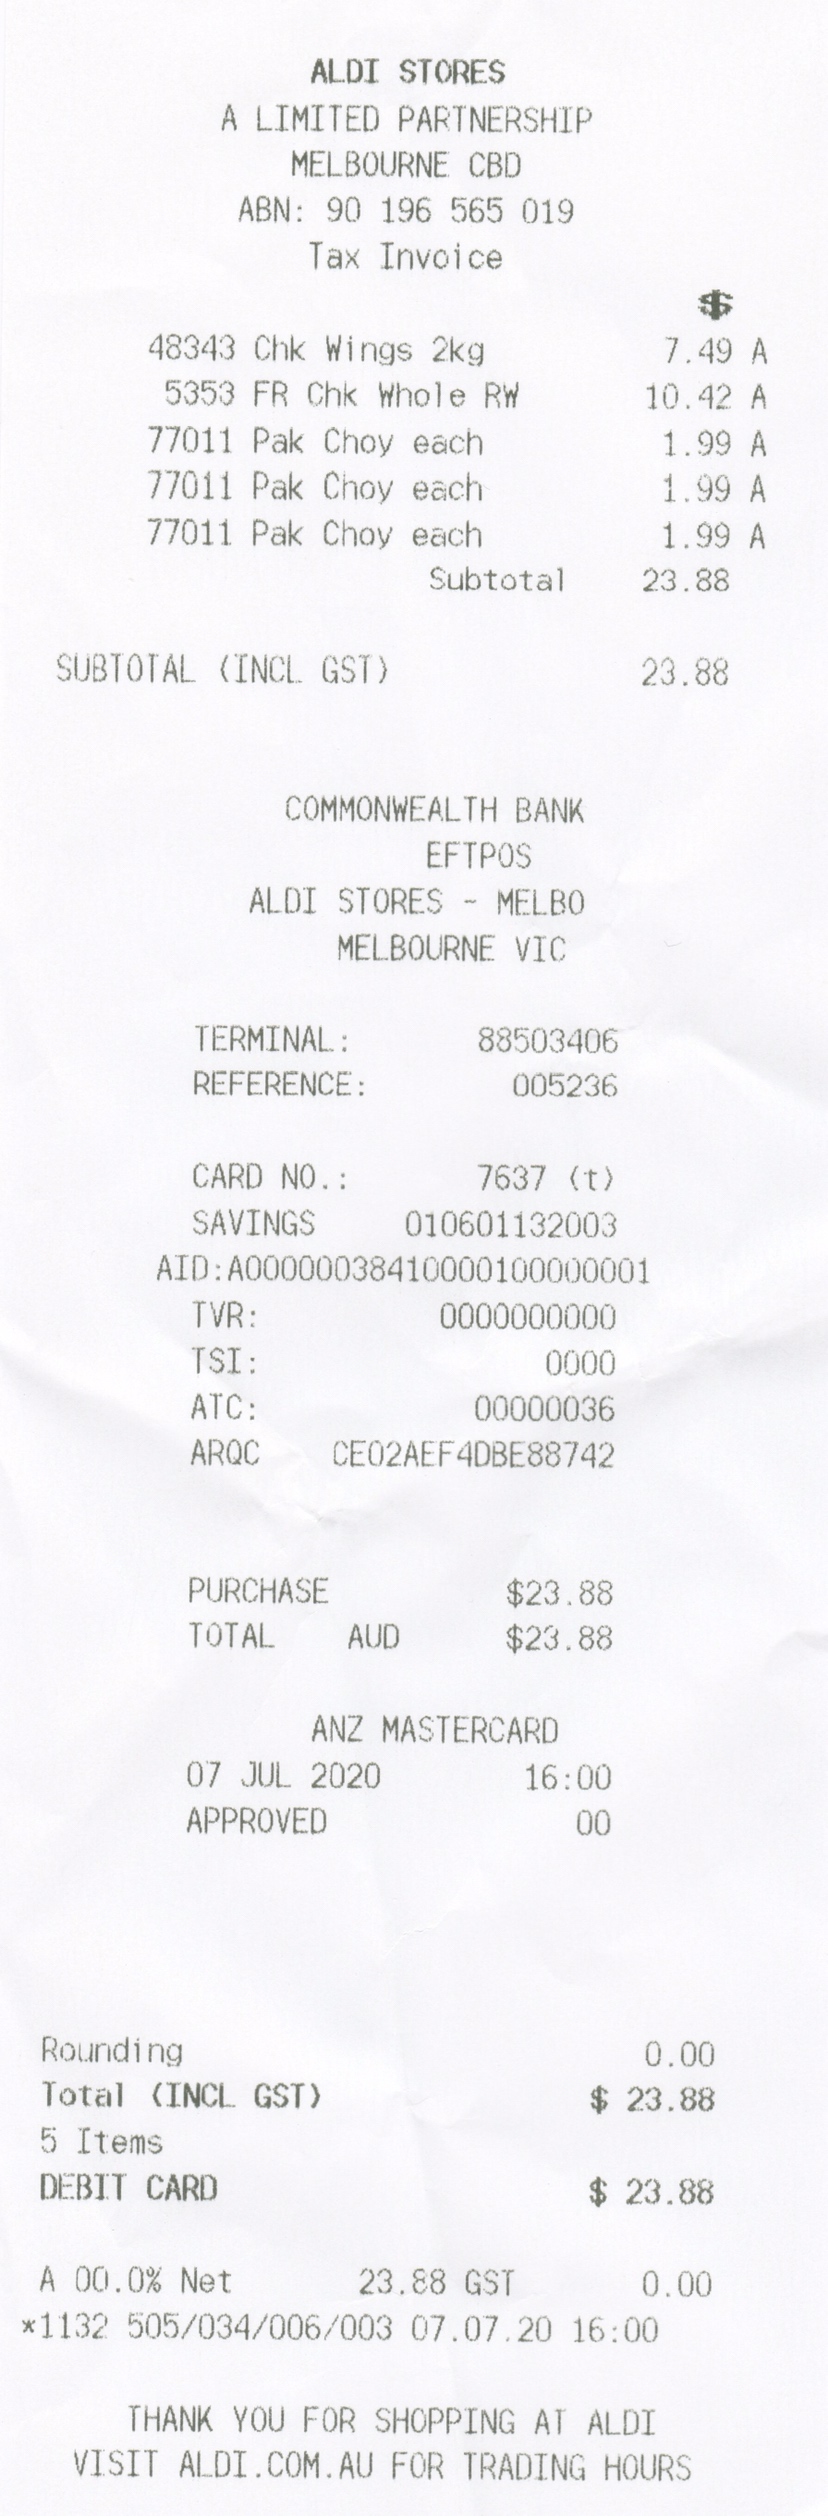 ALDI STORES
A LIMITED PARTNERSHIP
MELBOURNE CBD
ABN: 90 196 565 019
Tax Invoice
$
48343 Chk Wings 2kg 7.49 A
5353 FR Chk Whole RW 10.42 A
77011 Pak Choy each 1.99 A
77011 Pak Choy each 1.99 A
77011 Pak Choy each 1.99 A
Subtotal 23.88
SUBTOTAL (INCL GST) 23.88
COMMONWEALTH BANK
EFTPOS
ALDI STORES - MELBO
MELBOURNE VIC
TERMINAL: 88503406
REFERENCE: 005236
CARD NO.: 7637 (t)
SAVINGS 010601132003
AID:A00000038410000100000001
TVR: 0000000000
TSI: 0000
ATC: 00000036
ARQC CE02AEF4DBE88742
PURCHASE $23.88
TOTAL AUD $23.88
ANZ MASTERCARD
07 JUL 2020 16:00
APPROVED 00
Rounding 0.00
Total (INCL GST) $ 23.88
5 Items
DEBIT CARD $ 23.88
A 00.0% Net 23.88 GST 0.00
*1132 505/034/006/003 07.07.20 16:00
THANK YOU FOR SHOPPING AT ALDI
VISIT ALDI.COM.AU FOR TRADING HOURS